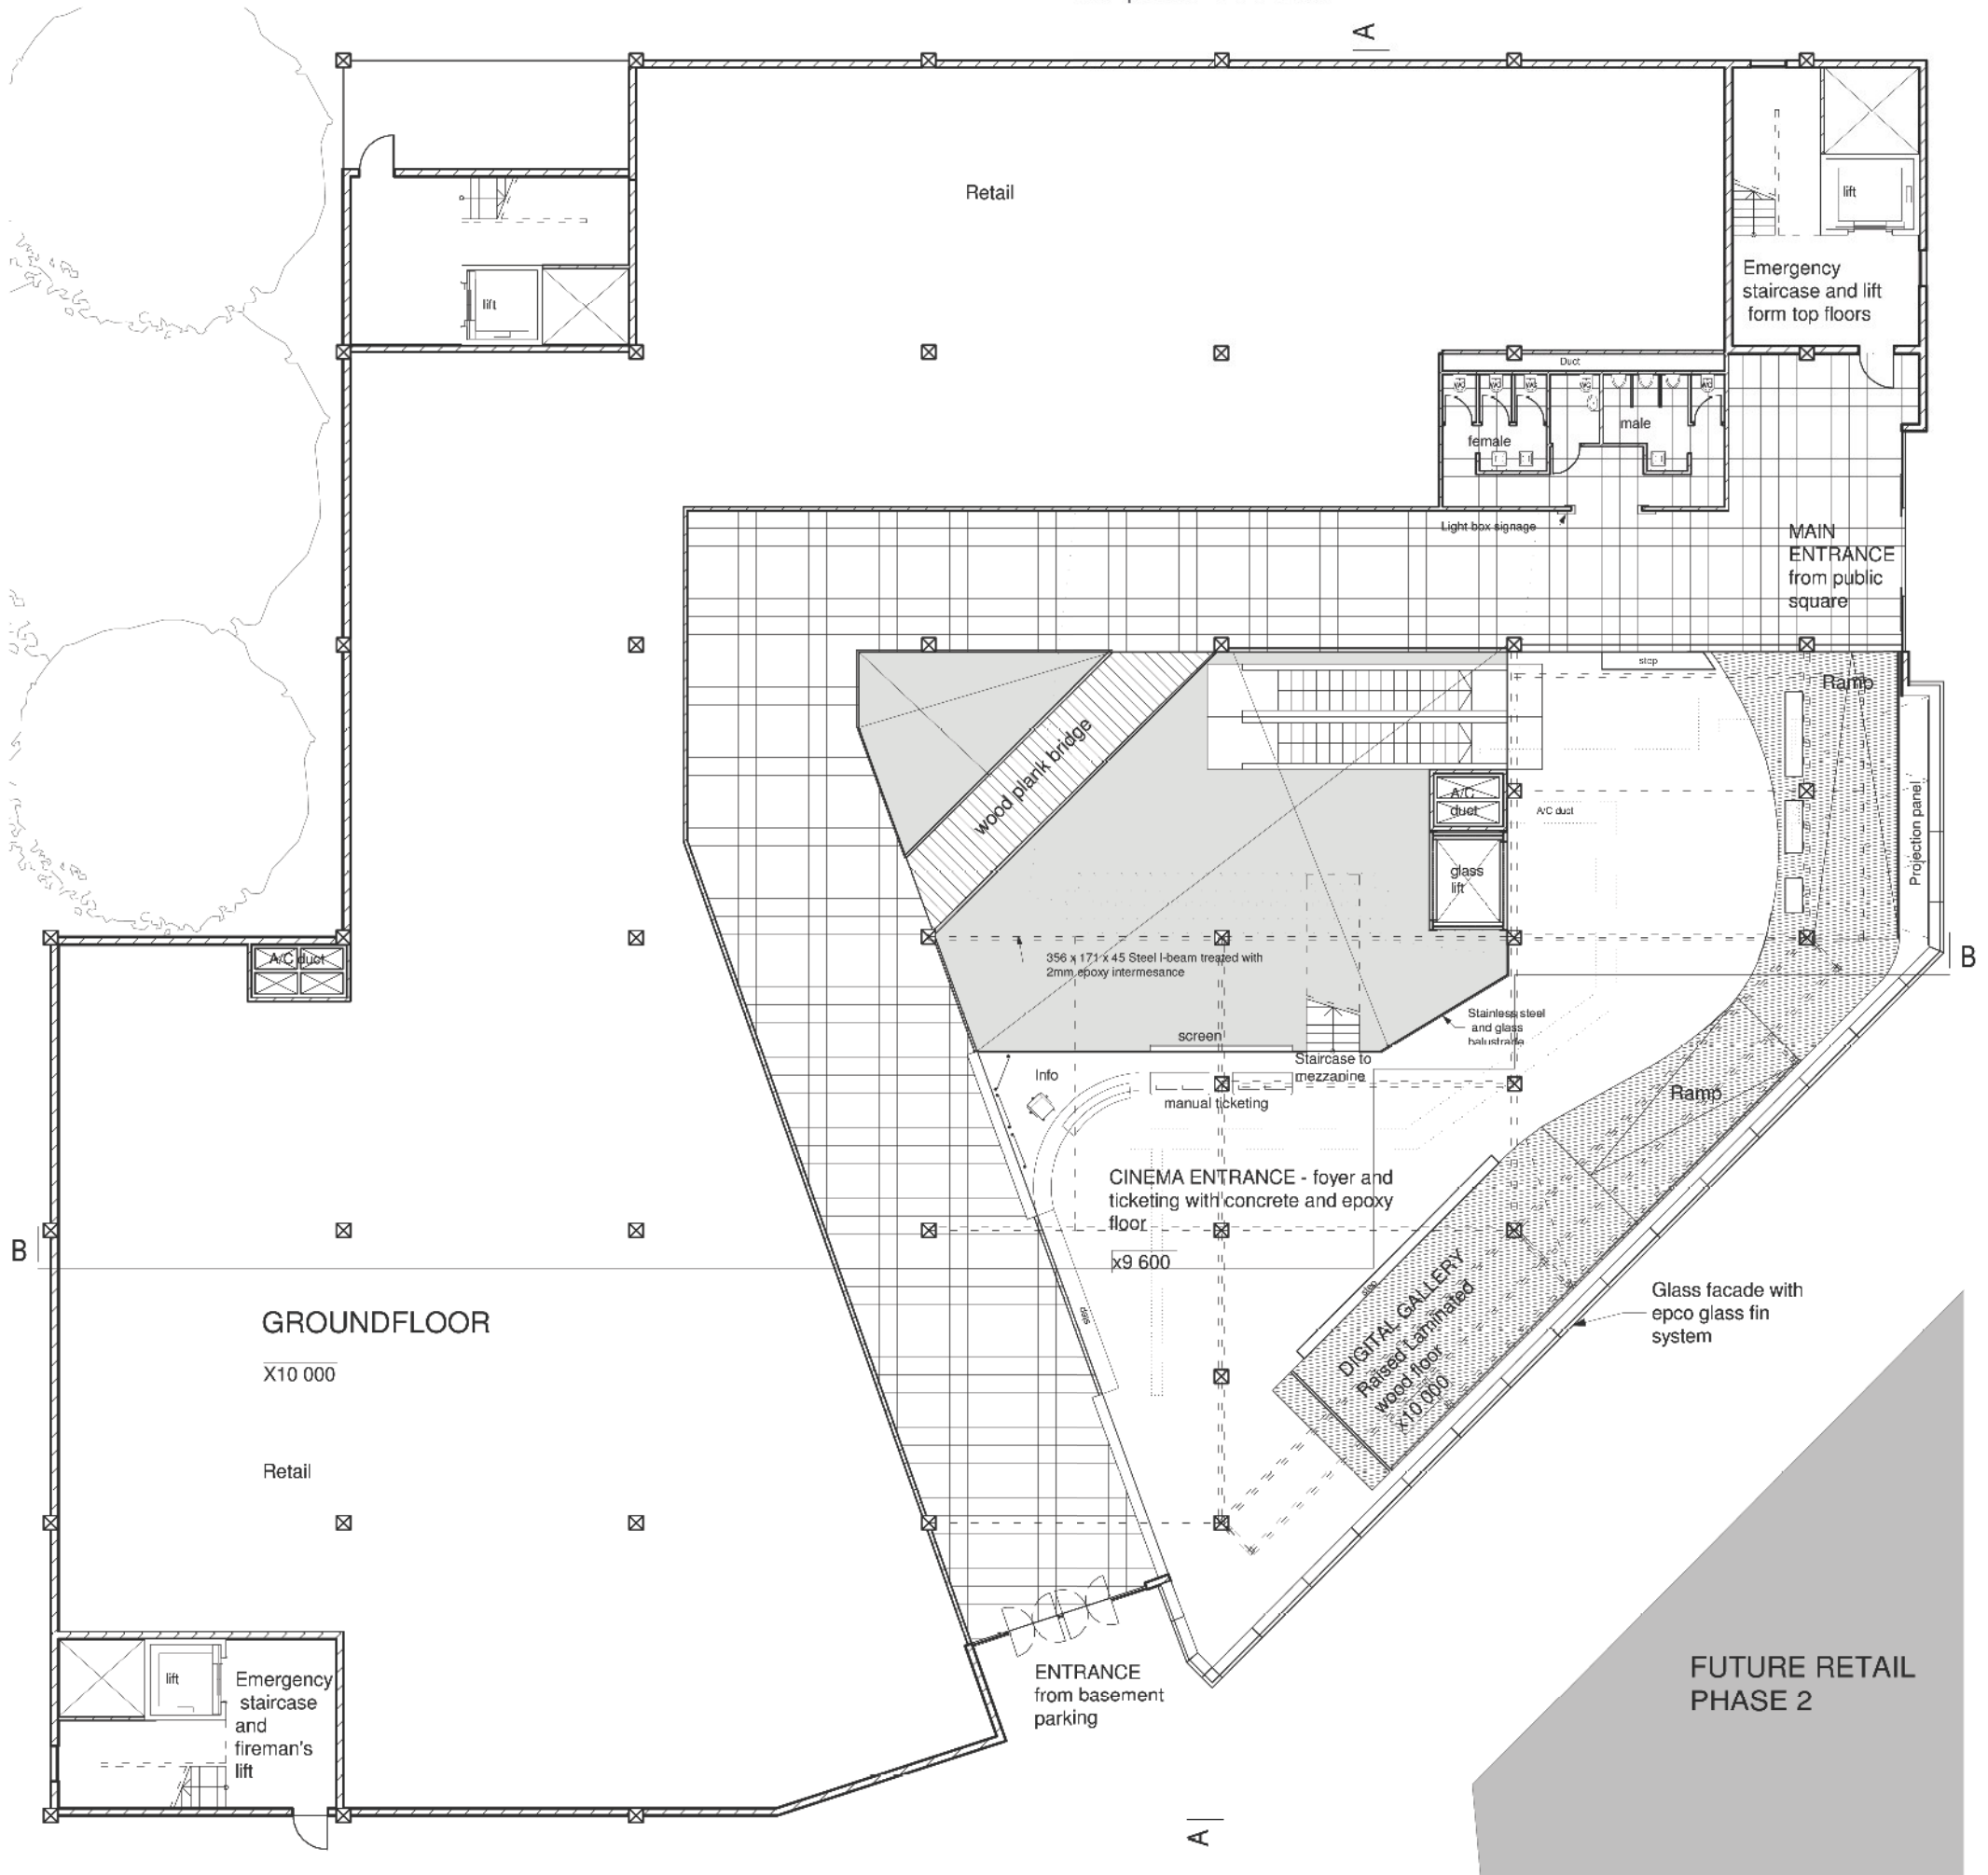 A
Retail
lift
Emergency
staircase and lift
form top floors
lift
Duct
male
female
Light box signage
MAIN
ENTRANCE
from public
square
step
Ramp
wood plank bridge
A/C
duct
A/C duct
Projection panel
glass
lift
A/C duct
356 x 171 x 45 Steel I-beam treated with
2mm epoxy intermesance
B
Stainless steel
and glass
balustrade
screen
Staircase to
mezzanine
Info
manual ticketing
Ramp
CINEMA ENTRANCE - foyer and
ticketing with concrete and epoxy
floor
x9 600
B
step
step
DIGITAL GALLERY
Raised Laminated
wood floor
x10 000
Glass facade with
epco glass fin
system
GROUNDFLOOR
X10 000
Retail
lift
Emergency
staircase
and
fireman's
lift
ENTRANCE
from basement
parking
FUTURE RETAIL
PHASE 2
A